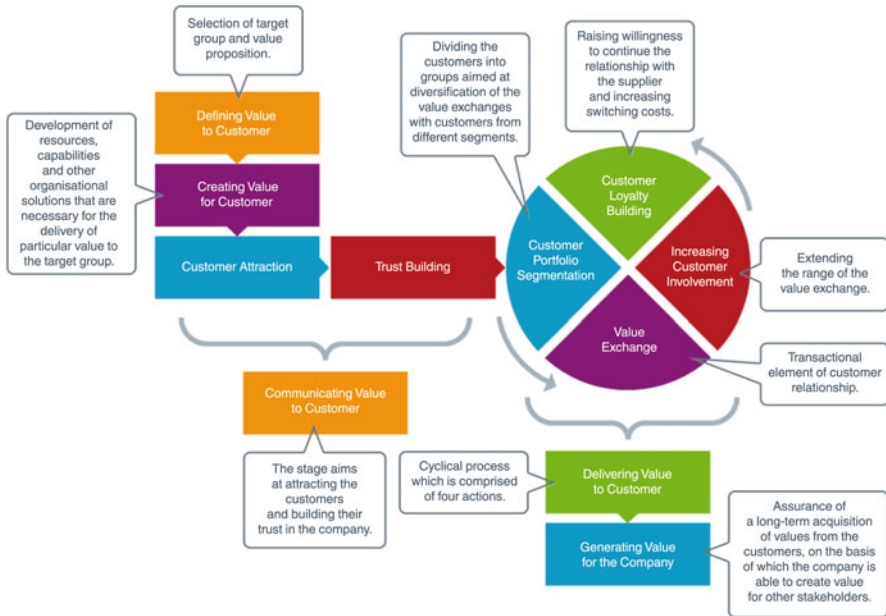 Selection of target
group and value
proposition.
Defining Value
to Customer
Development of
resources,
capabilities
and other
organisational
solutions that are
necessary for the
delivery of
particular value to
the target group.
Creating Value
for Customer
Customer Attraction
Trust Building
Dividing the
customers into
groups aimed at
diversification of
the value exchanges
with customers from
different segments.
Raising willingness
to continue the
relationship with
the supplier
and increasing
switching costs.
Customer
Loyalty
Building
Customer
Portfolio
Segmentation
Increasing
Customer
Involvement
Extending
the range of the
value exchange.
Value
Exchange
Transactional
element of customer
relationship.
Communicating Value
to Customer
The stage aims
at attracting the
customers
and building their
trust in the company.
Cyclical process
which is comprised
of four actions.
Delivering Value
to Customer
Generating Value
for the Company
Assurance of
a long-term acquisition
of values from the
customers, on the basis
of which the company is
able to create value
for other stakeholders.